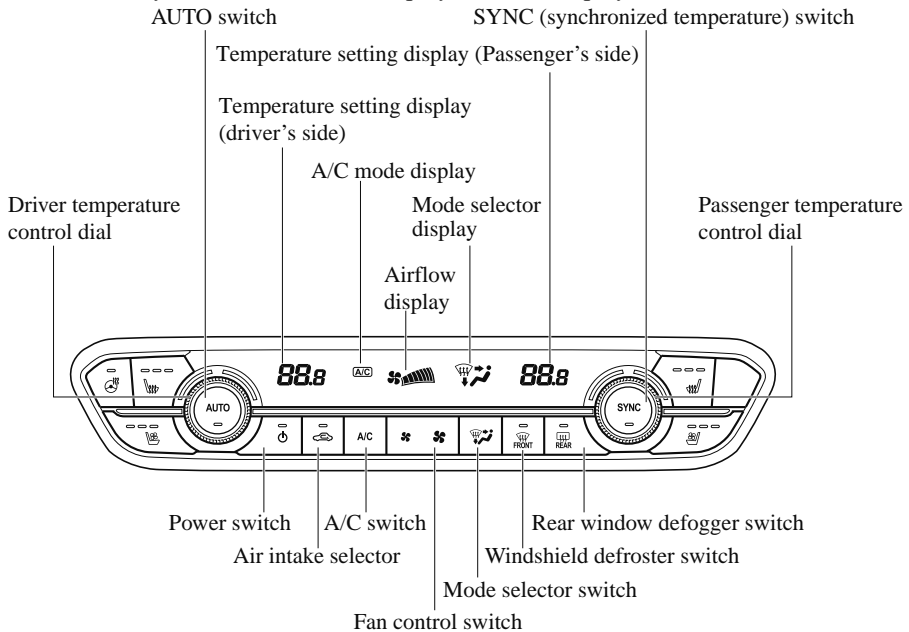 AUTO switch
SYNC (synchronized temperature) switch
Temperature setting display (Passenger's side)
Temperature setting display
(driver's side)
A/C mode display
Driver temperature
control dial
Mode selector
display
Passenger temperature
control dial
Airflow
display
88.8
A/C
88.8
AUTO
SYNC
A/C
FRONT
REAR
Power switch
A/C switch
Rear window defogger switch
Air intake selector
Windshield defroster switch
Mode selector switch
Fan control switch